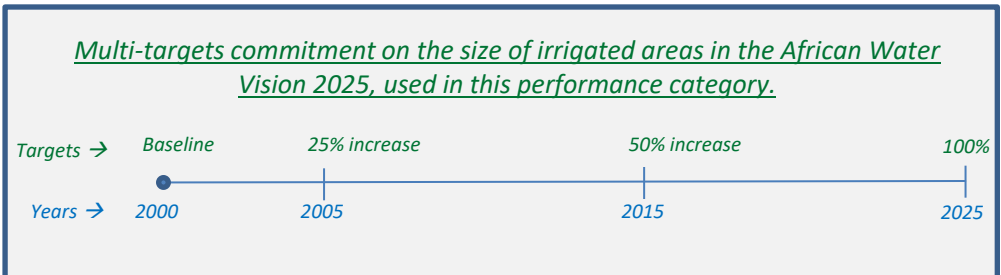 Multi-targets commitment on the size of irrigated areas in the African Water
Vision 2025, used in this performance category.
Targets → Baseline 25% increase 50% increase 100%
Years → 2000 2005 2015 2025